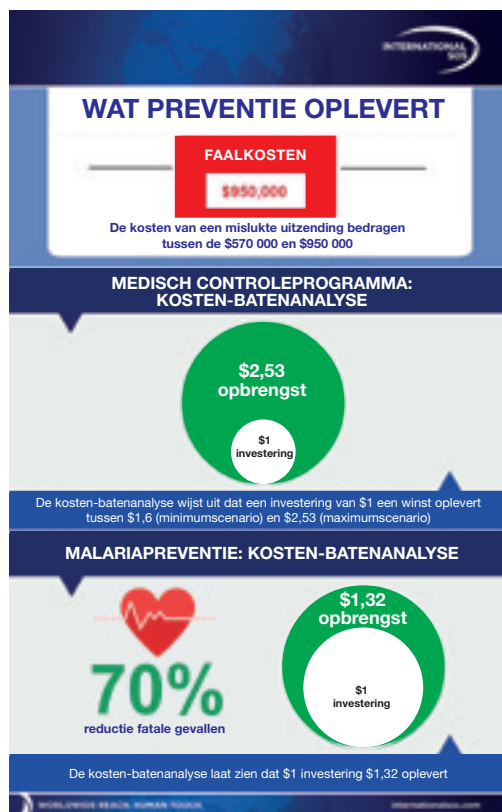 INTERNATIONAL
SOS
WAT PREVENTIE OPLEVERT
FAALKOSTEN
$950,000
De kosten van een mislukte uitzending bedragen
tussen de $570 000 en $950 000
MEDISCH CONTROLEPROGRAMMA:
KOSTEN-BATENANALYSE
$2,53
opbrengst
$1
investering
De kosten-batenanalyse wijst uit dat een investering van $1 een winst oplevert
tussen $1,6 (minimumscenario) en $2,53 (maximumscenario)
MALARIAPREVENTIE: KOSTEN-BATENANALYSE
70%
reductie fatale gevallen
$1,32
opbrengst
$1
investering
De kosten-batenanalyse laat zien dat $1 investering $1,32 oplevert
WORLDWIDE REACH. HUMAN TOUCH.
internationalsos.com